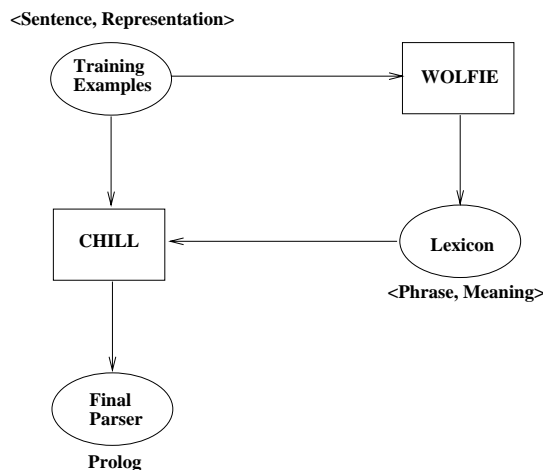 <Sentence, Representation>
Training
Examples
WOLFIE
CHILL
Lexicon
<Phrase, Meaning>
Final
Parser
Prolog